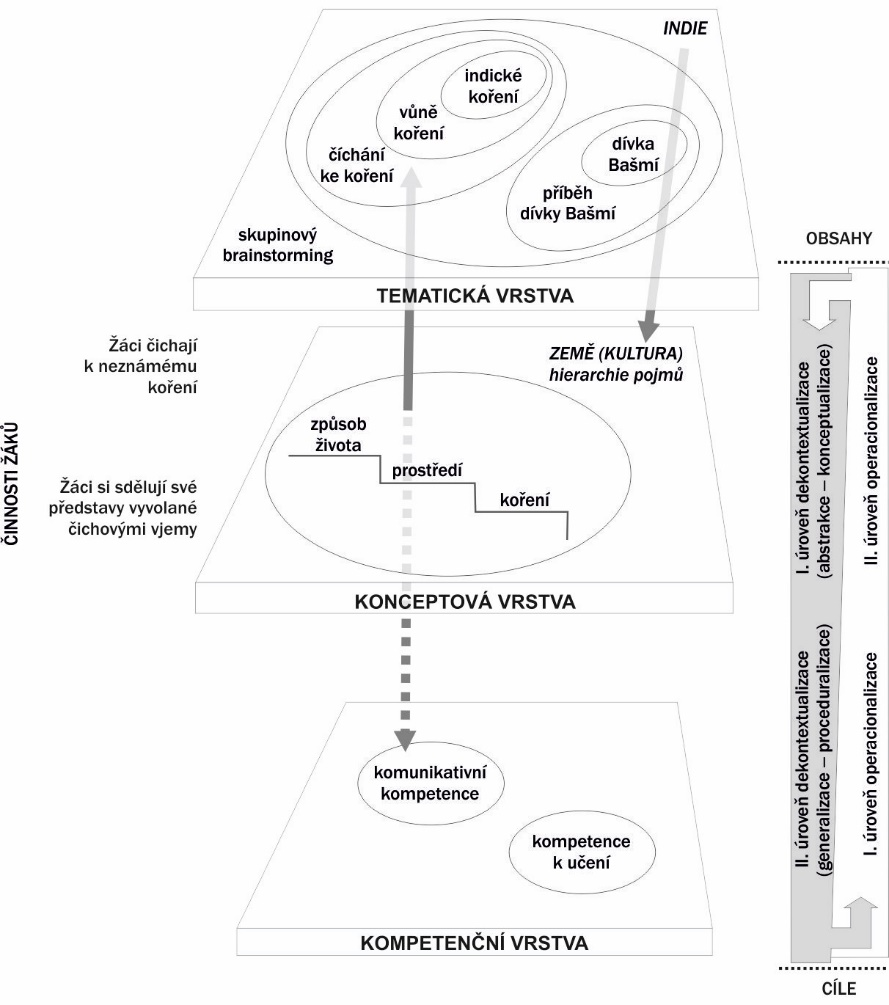 INDIE
indické
koření
vůně
koření
číchání
ke koření
dívka
Bašmí
příběh
dívky Bašmí
skupinový
brainstorming
TEMATICKÁ VRSTVA
Žáci čichají
k neznámému
koření
ZEMĚ (KULTURA)
hierarchie pojmů
způsob
života
prostředí
koření
ČINNOSTI ŽÁKŮ
Žáci si sdělují své
představy vyvolané
čichovými vjemy
KONCEPTOVÁ VRSTVA
komunikativní
kompetence
kompetence
k učení
KOMPETENČNÍ VRSTVA
OBSAHY
I. úroveň dekontextualizace
(abstrakce – konceptualizace)
II. úroveň operacionalizace
II. úroveň dekontextualizace
(generalizace – proceduralizace)
I. úroveň operacionalizace
CÍLE